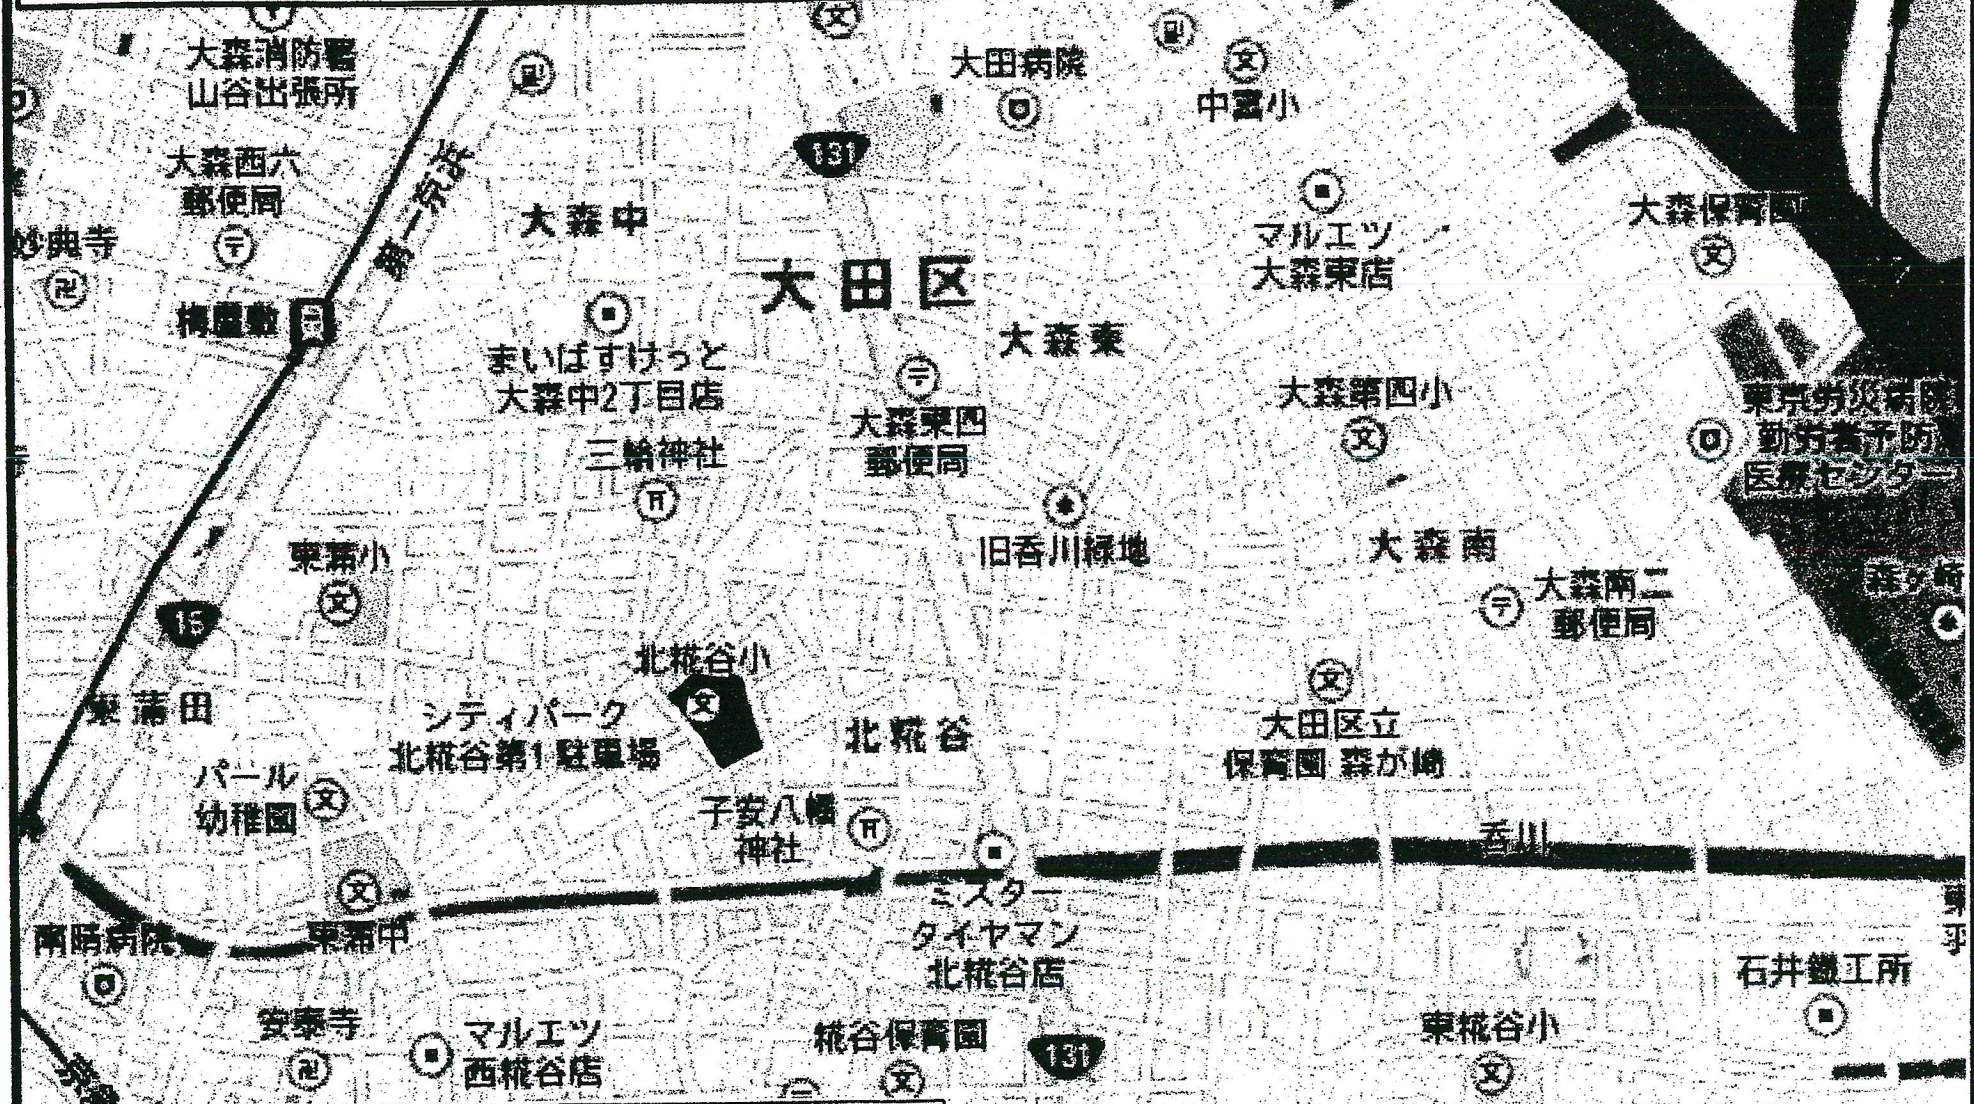 大森消防署
山谷出張所
大田病院
中富小
131
大森西六
郵便局
第一京浜
大森中
マルエツ
大森東店
大森保育園
妙典寺
大田区
梅屋敷
まいばすけっと
大森中2丁目店
大森東
大森東四
郵便局
大森第四小
東京労災病院
勤労者予防
医療センター
三輪神社
旧呑川緑地
大森南
東蒲小
大森南二
郵便局
森ヶ崎
15
北糀谷小
東蒲田
シティパーク
北糀谷第1駐車場
北糀谷
大田区立
保育園 森が崎
パール
幼稚園
子安八幡
神社
呑川
ミスター
タイヤマン
北糀谷店
南晴病院
東蒲中
石井鐵工所
安泰寺
マルエツ
西糀谷店
糀谷保育園
131
東糀谷小